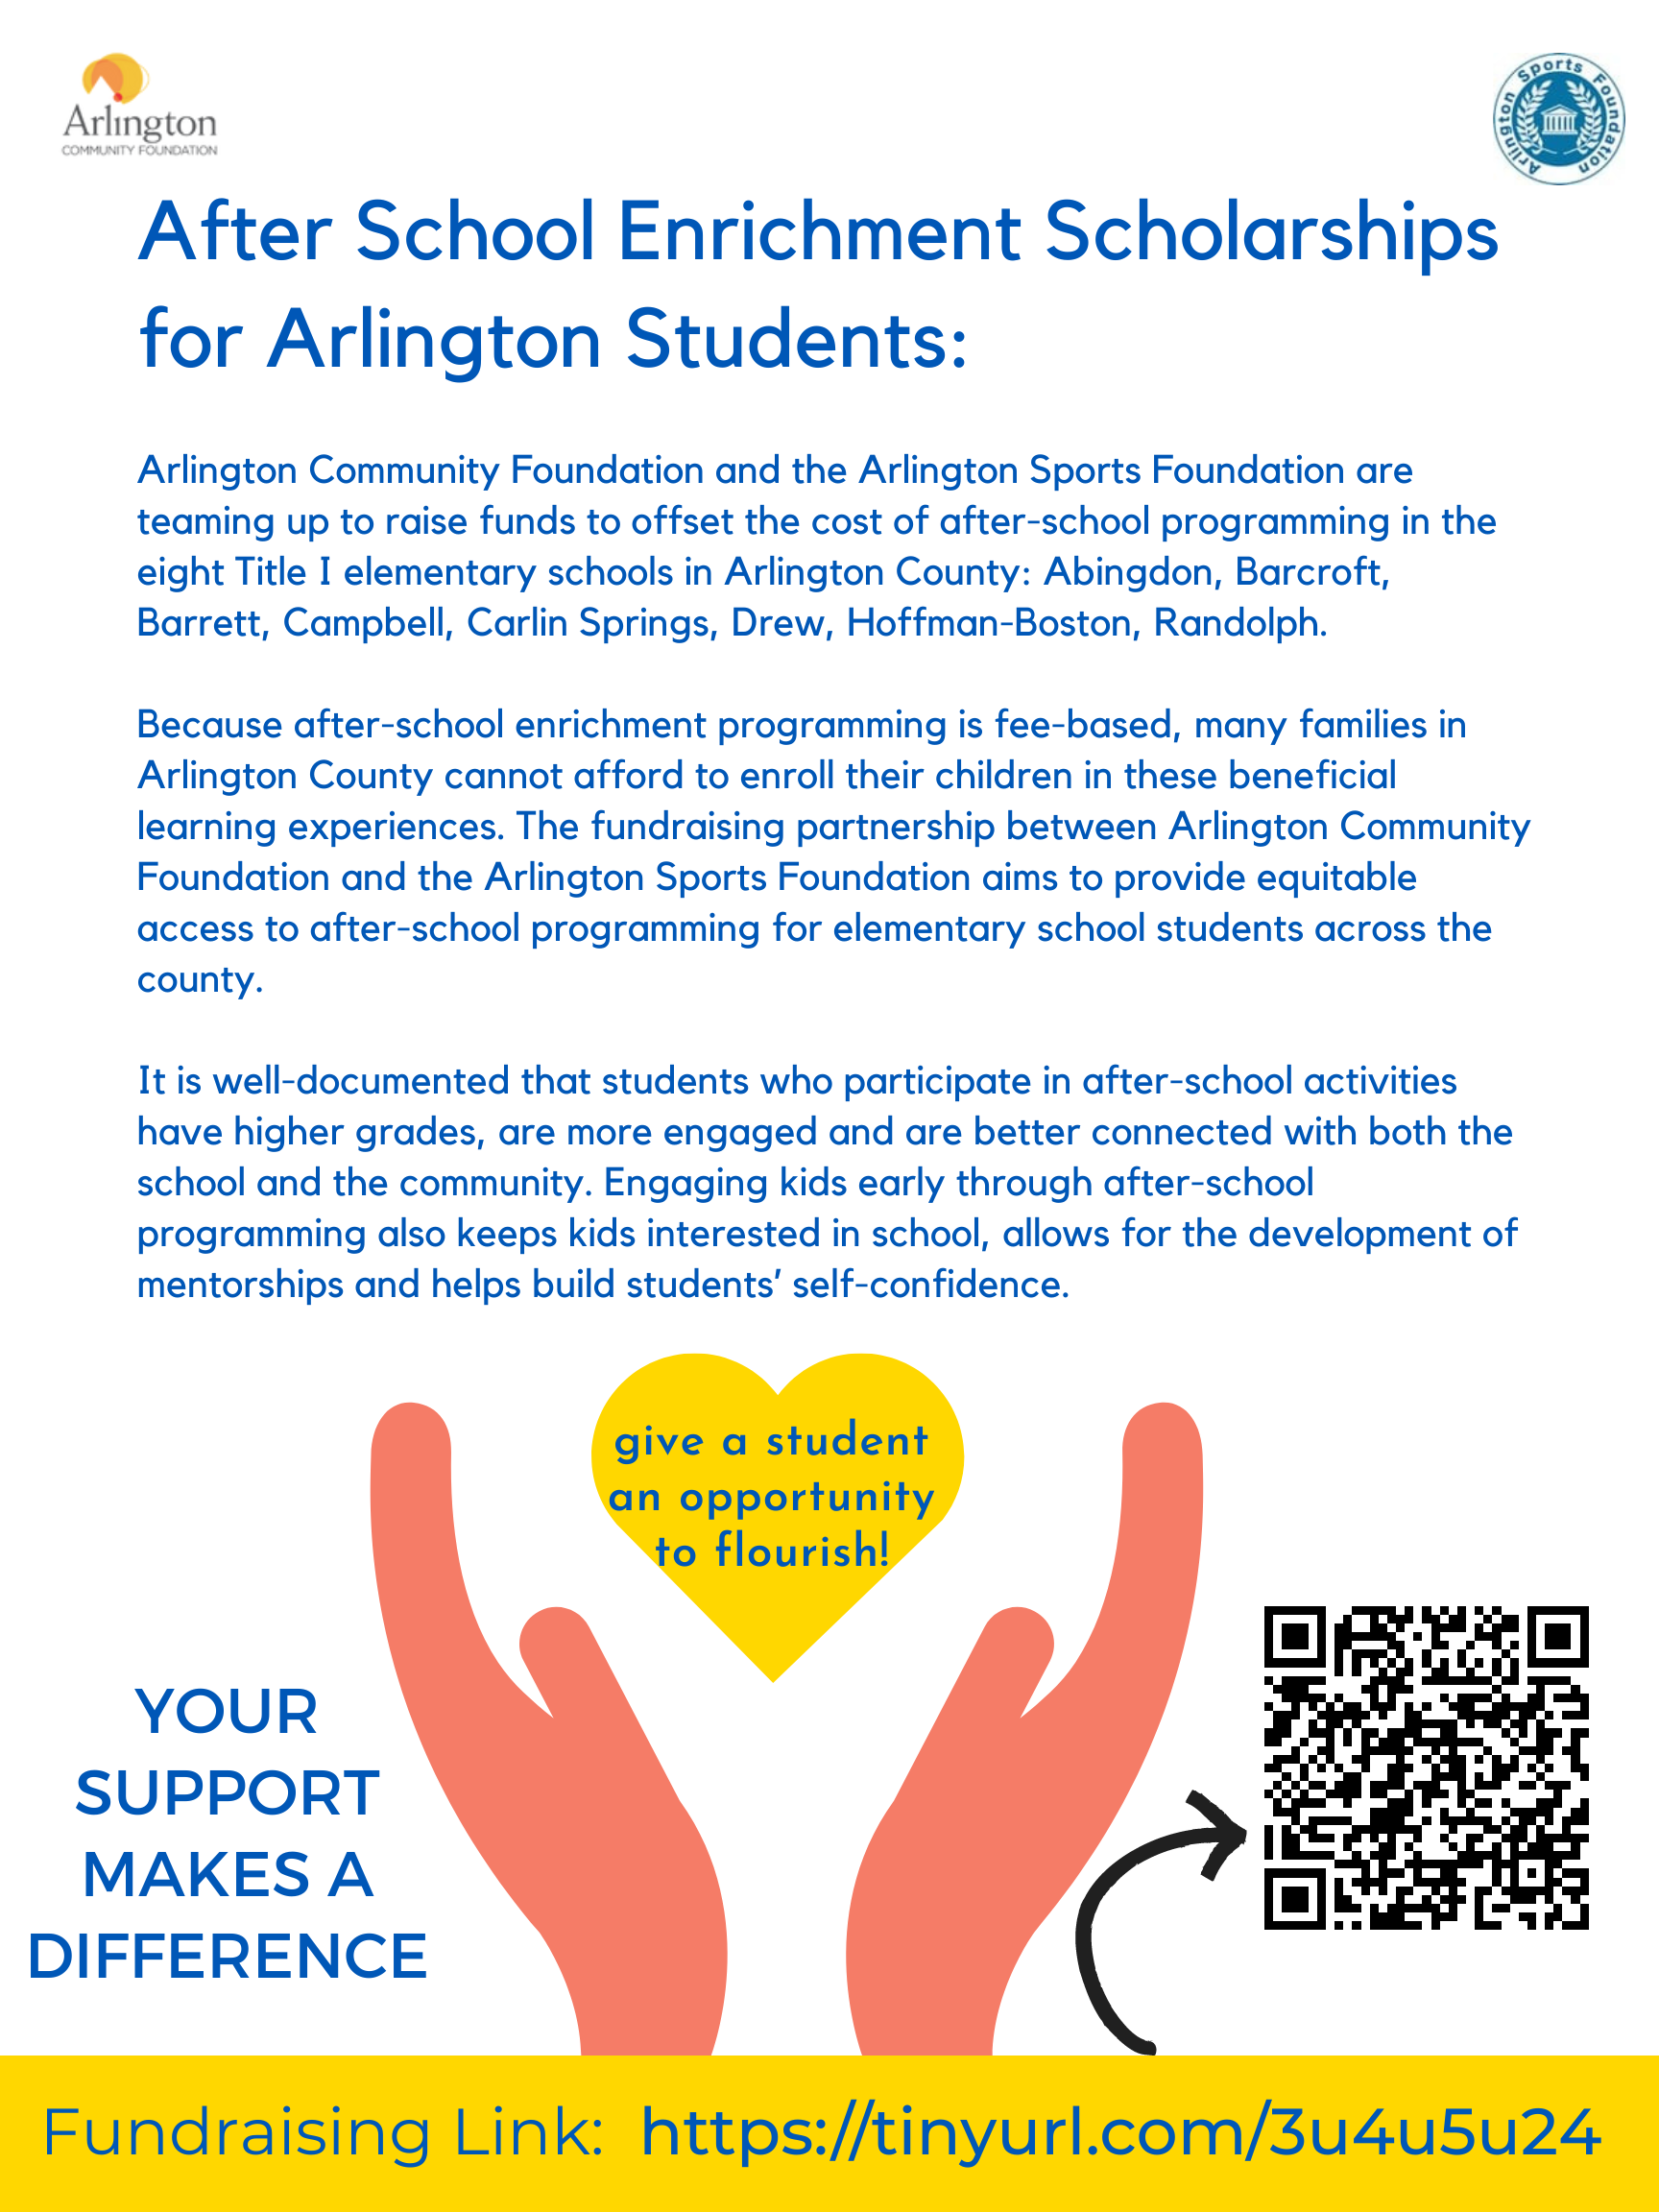 Arlington
COMMUNITY FOUNDATION
Arlington Sports Foundation
After School Enrichment Scholarships
for Arlington Students:
Arlington Community Foundation and the Arlington Sports Foundation are
teaming up to raise funds to offset the cost of after-school programming in the
eight Title I elementary schools in Arlington County: Abingdon, Barcroft,
Barrett, Campbell, Carlin Springs, Drew, Hoffman-Boston, Randolph.
Because after-school enrichment programming is fee-based, many families in
Arlington County cannot afford to enroll their children in these beneficial
learning experiences. The fundraising partnership between Arlington Community
Foundation and the Arlington Sports Foundation aims to provide equitable
access to after-school programming for elementary school students across the
county.
It is well-documented that students who participate in after-school activities
have higher grades, are more engaged and are better connected with both the
school and the community. Engaging kids early through after-school
programming also keeps kids interested in school, allows for the development of
mentorships and helps build students’ self-confidence.
give a student
an opportunity
to flourish!
YOUR
SUPPORT
MAKES A
DIFFERENCE
Fundraising Link: https://tinyurl.com/3u4u5u24